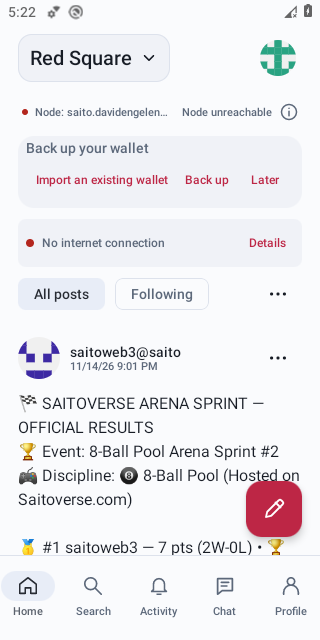 5:22
Red Square
Node: saito.davidengelen... Node unreachable
Back up your wallet
Import an existing wallet Back up Later
No internet connection Details
All posts Following
saitoweb3@saito
11/14/26 9:01 PM
🏁 SAITOVERSE ARENA SPRINT —
OFFICIAL RESULTS
🏆 Event: 8-Ball Pool Arena Sprint #2
🎮 Discipline: 🎱 8-Ball Pool (Hosted on
Saitoverse.com)
🥇 #1 saitoweb3 — 7 pts (2W-0L) • 🏆
Home Search Activity Chat Profile